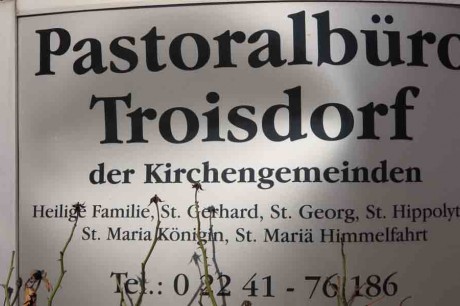 Pastoralbüro
Troisdorf
der Kirchengemeinden
Heilige Familie, St. Gerhard, St. Georg, St. Hippolyt
St. Maria Königin, St. Mariä Himmelfahrt
Tel.: 0 22 41 - 76 186